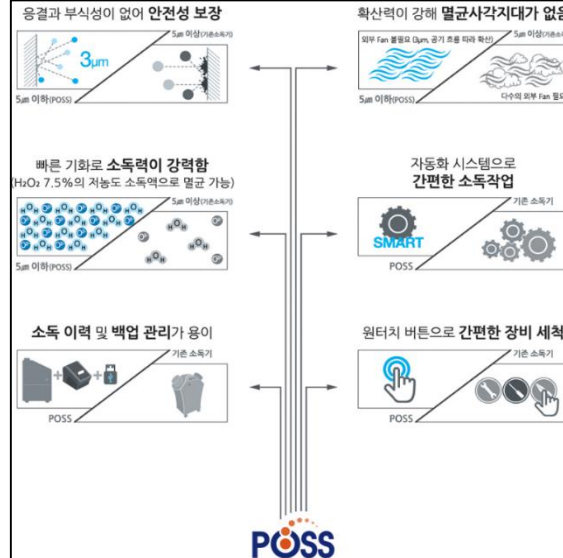 응결과 부식성이 없어 안전성 보장
5㎛ 이상(기존소독기)
3㎛
5㎛ 이하(POSS)
확산력이 강해 멸균사각지대가 없음
외부 Fan 불필요 (3㎛, 공기 흐름 따라 확산)
5㎛ 이상(기존소독기)
5㎛ 이하(POSS)
다수의 외부 Fan 필요
빠른 기화로 소독력이 강력함
(H₂O₂ 7.5%의 저농도 소독액으로 멸균 가능)
5㎛ 이상(기존소독기)
5㎛ 이하(POSS)
자동화 시스템으로
간편한 소독작업
기존 소독기
SMART
POSS
소독 이력 및 백업 관리가 용이
기존 소독기
POSS
원터치 버튼으로 간편한 장비 세척
기존 소독기
POSS
POSS